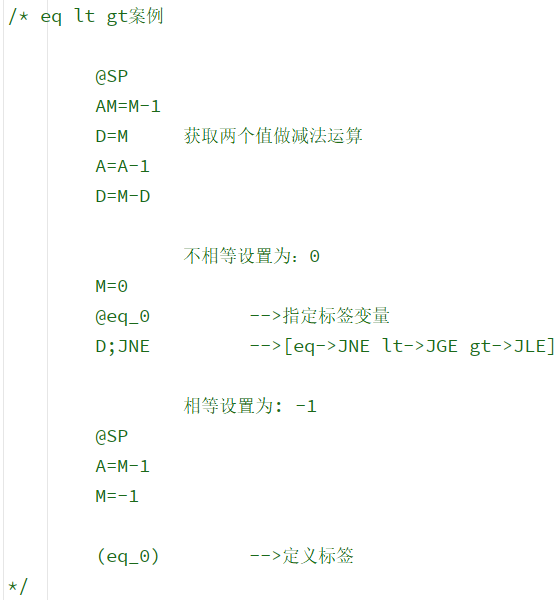 /* eq lt gt案例
@SP
AM=M-1
D=M 获取两个值做减法运算
A=A-1
D=M-D
不相等设置为：0
M=0
@eq_0 -->指定标签变量
D;JNE -->[eq->JNE lt->JGE gt->JLE]
相等设置为: -1
@SP
A=M-1
M=-1
(eq_0) -->定义标签
*/